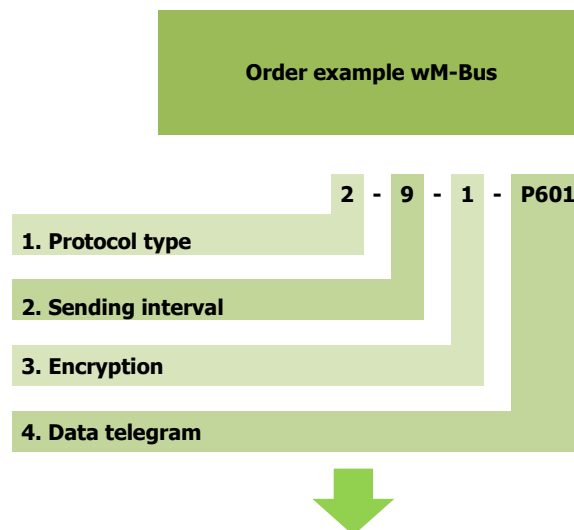 Order example wM-Bus
2 - 9 - 1 - P601
1. Protocol type
2. Sending interval
3. Encryption
4. Data telegram